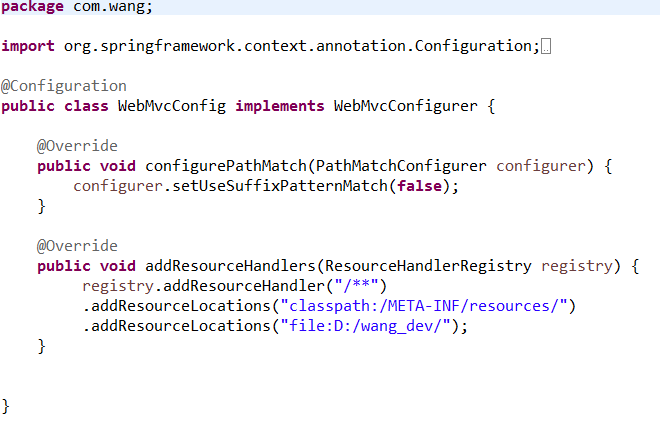 package com.wang;
import org.springframework.context.annotation.Configuration;
@Configuration
public class WebMvcConfig implements WebMvcConfigurer {
@Override
public void configurePathMatch(PathMatchConfigurer configurer) {
configurer.setUseSuffixPatternMatch(false);
}
@Override
public void addResourceHandlers(ResourceHandlerRegistry registry) {
registry.addResourceHandler("/**")
.addResourceLocations("classpath:/META-INF/resources/")
.addResourceLocations("file:D:/wang_dev/");
}
}